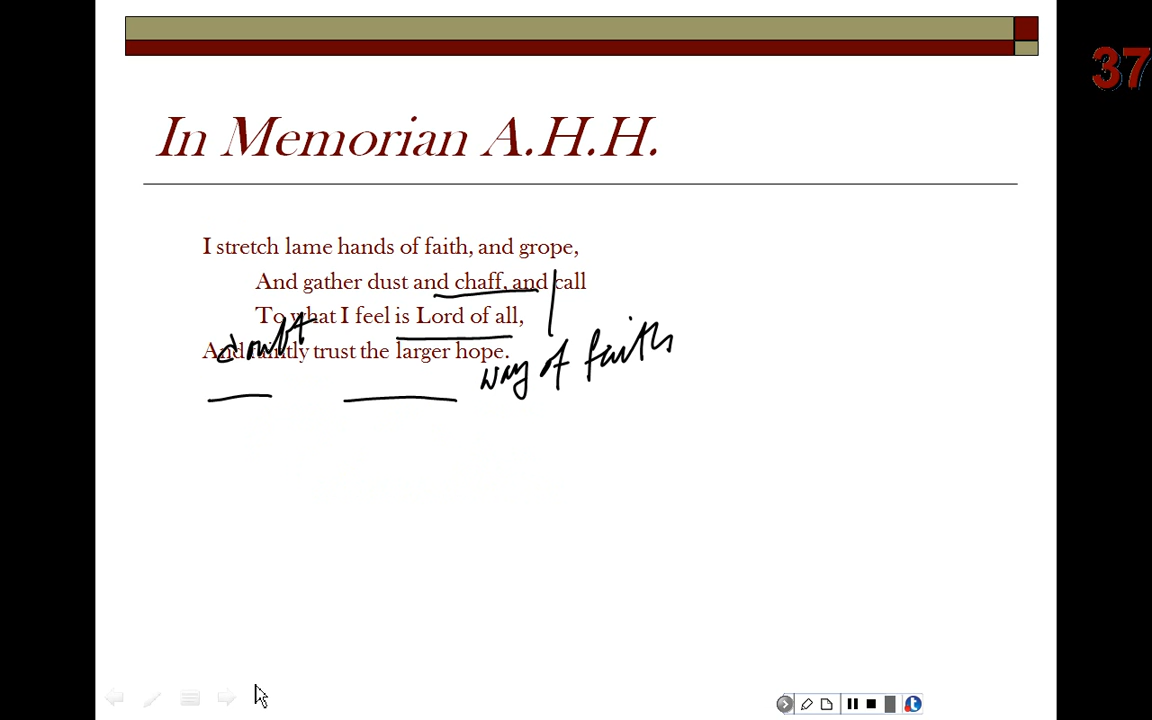 37
In Memorian A.H.H.
I stretch lame hands of faith, and grope,
And gather dust and chaff, and call
To what I feel is Lord of all,
And faintly trust the larger hope.
doubt
way of faith